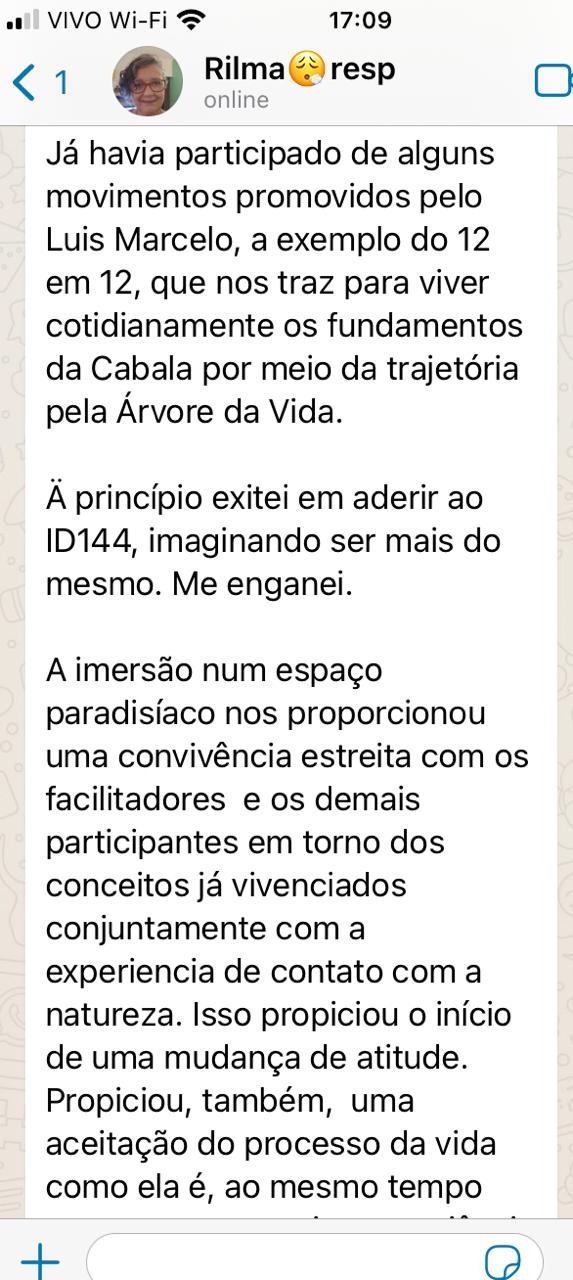 VIVO Wi-Fi 17:09
1 Rilma resp
online
Já havia participado de alguns
movimentos promovidos pelo
Luis Marcelo, a exemplo do 12
em 12, que nos traz para viver
cotidianamente os fundamentos
da Cabala por meio da trajetória
pela Árvore da Vida.
Ä princípio exitei em aderir ao
ID144, imaginando ser mais do
mesmo. Me enganei.
A imersão num espaço
paradisíaco nos proporcionou
uma convivência estreita com os
facilitadores  e os demais
participantes em torno dos
conceitos já vivenciados
conjuntamente com a
experiencia de contato com a
natureza. Isso propiciou o início
de uma mudança de atitude.
Propiciou, também,  uma
aceitação do processo da vida
como ela é, ao mesmo tempo